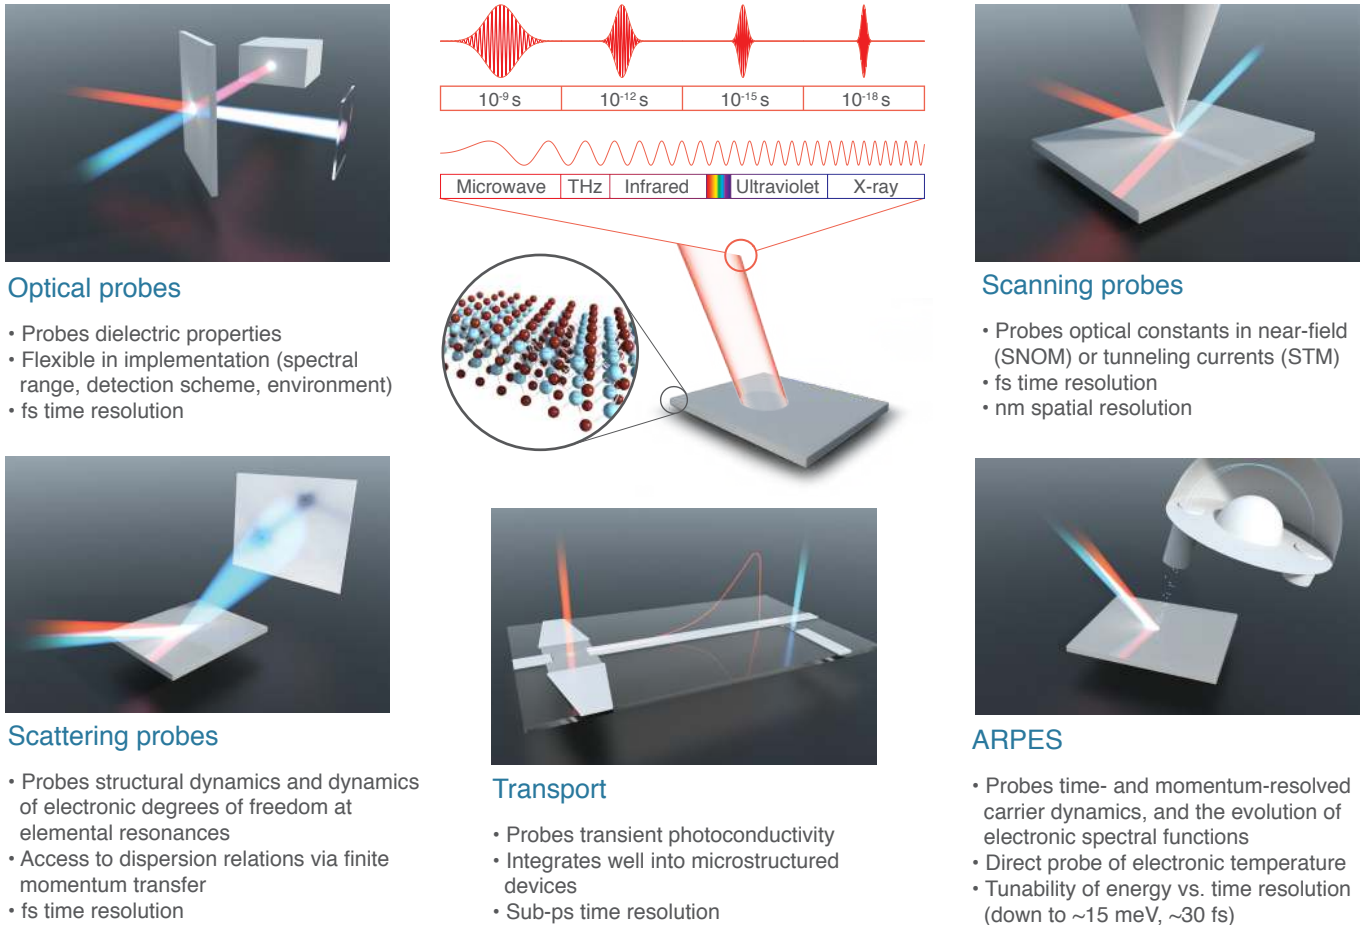 10⁻⁹ s
10⁻¹² s
10⁻¹⁵ s
10⁻¹⁸ s
Microwave
THz
Infrared
Ultraviolet
X-ray
Optical probes
• Probes dielectric properties
• Flexible in implementation (spectral
range, detection scheme, environment)
• fs time resolution
Scanning probes
• Probes optical constants in near-field
(SNOM) or tunneling currents (STM)
• fs time resolution
• nm spatial resolution
Scattering probes
• Probes structural dynamics and dynamics
of electronic degrees of freedom at
elemental resonances
• Access to dispersion relations via finite
momentum transfer
• fs time resolution
Transport
• Probes transient photoconductivity
• Integrates well into microstructured
devices
• Sub-ps time resolution
ARPES
• Probes time- and momentum-resolved
carrier dynamics, and the evolution of
electronic spectral functions
• Direct probe of electronic temperature
• Tunability of energy vs. time resolution
(down to ~15 meV, ~30 fs)